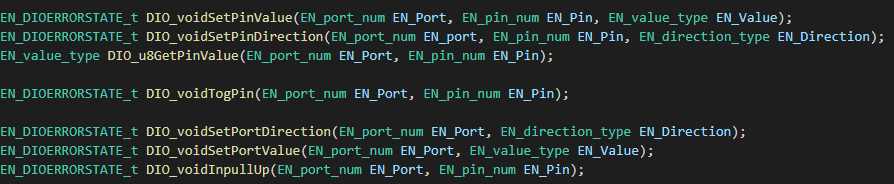 EN_DIOERRORSTATE_t DIO_voidSetPinValue(EN_port_num EN_Port, EN_pin_num EN_Pin, EN_value_type EN_Value);
EN_DIOERRORSTATE_t DIO_voidSetPinDirection(EN_port_num EN_port, EN_pin_num EN_Pin, EN_direction_type EN_Direction);
EN_value_type DIO_u8GetPinValue(EN_port_num EN_Port, EN_pin_num EN_Pin);
EN_DIOERRORSTATE_t DIO_voidTogPin(EN_port_num EN_Port, EN_pin_num EN_Pin);
EN_DIOERRORSTATE_t DIO_voidSetPortDirection(EN_port_num EN_Port, EN_direction_type EN_Direction);
EN_DIOERRORSTATE_t DIO_voidSetPortValue(EN_port_num EN_Port, EN_value_type EN_Value);
EN_DIOERRORSTATE_t DIO_voidInpullUp(EN_port_num EN_Port, EN_pin_num EN_Pin);